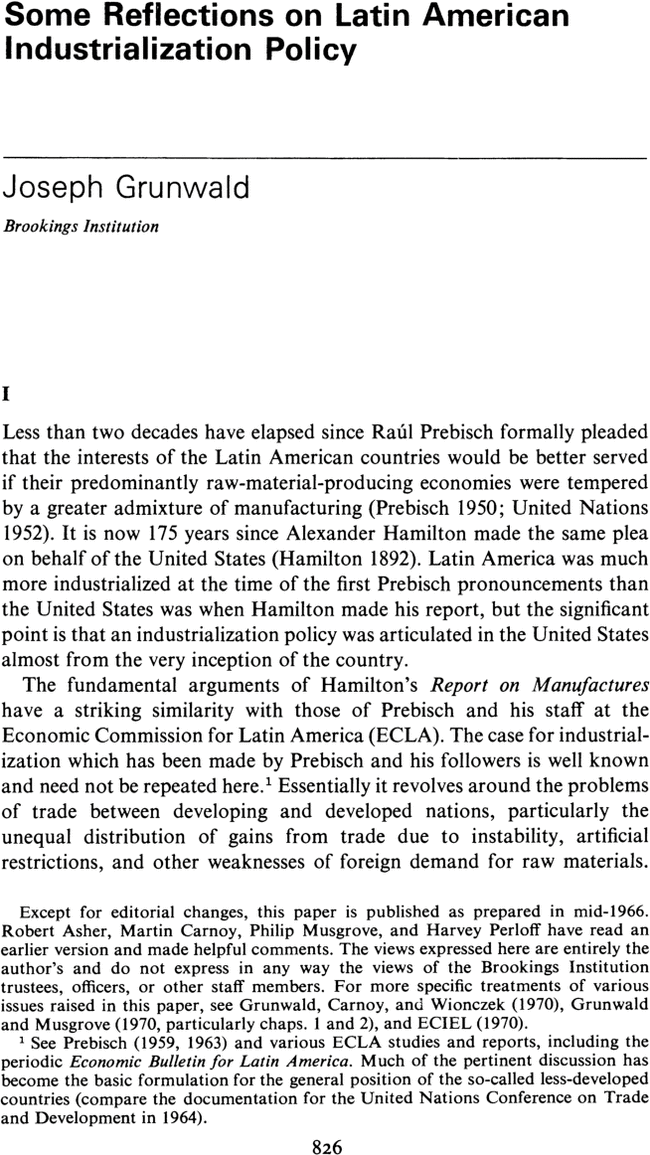 Some Reflections on Latin American
Industrialization Policy
Joseph Grunwald
Brookings Institution
I
Less than two decades have elapsed since Raúl Prebisch formally pleaded
that the interests of the Latin American countries would be better served
if their predominantly raw-material-producing economies were tempered
by a greater admixture of manufacturing (Prebisch 1950; United Nations
1952). It is now 175 years since Alexander Hamilton made the same plea
on behalf of the United States (Hamilton 1892). Latin America was much
more industrialized at the time of the first Prebisch pronouncements than
the United States was when Hamilton made his report, but the significant
point is that an industrialization policy was articulated in the United States
almost from the very inception of the country.
The fundamental arguments of Hamilton's Report on Manufactures
have a striking similarity with those of Prebisch and his staff at the
Economic Commission for Latin America (ECLA). The case for industrial-
ization which has been made by Prebisch and his followers is well known
and need not be repeated here.¹ Essentially it revolves around the problems
of trade between developing and developed nations, particularly the
unequal distribution of gains from trade due to instability, artificial
restrictions, and other weaknesses of foreign demand for raw materials.
Except for editorial changes, this paper is published as prepared in mid-1966.
Robert Asher, Martin Carnoy, Philip Musgrove, and Harvey Perloff have read an
earlier version and made helpful comments. The views expressed here are entirely the
author's and do not express in any way the views of the Brookings Institution
trustees, officers, or other staff members. For more specific treatments of various
issues raised in this paper, see Grunwald, Carnoy, and Wionczek (1970), Grunwald
and Musgrove (1970, particularly chaps. 1 and 2), and ECIEL (1970).
¹ See Prebisch (1959, 1963) and various ECLA studies and reports, including the
periodic Economic Bulletin for Latin America. Much of the pertinent discussion has
become the basic formulation for the general position of the so-called less-developed
countries (compare the documentation for the United Nations Conference on Trade
and Development in 1964).
826